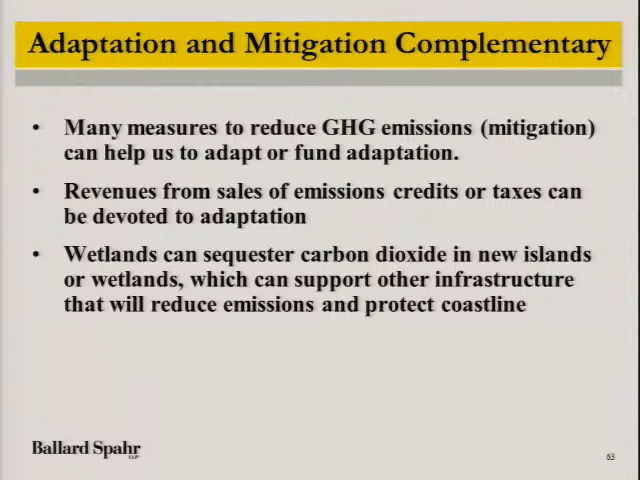 Adaptation and Mitigation Complementary
• Many measures to reduce GHG emissions (mitigation)
can help us to adapt or fund adaptation.
• Revenues from sales of emissions credits or taxes can
be devoted to adaptation
• Wetlands can sequester carbon dioxide in new islands
or wetlands, which can support other infrastructure
that will reduce emissions and protect coastline
Ballard Spahr
LLP
63